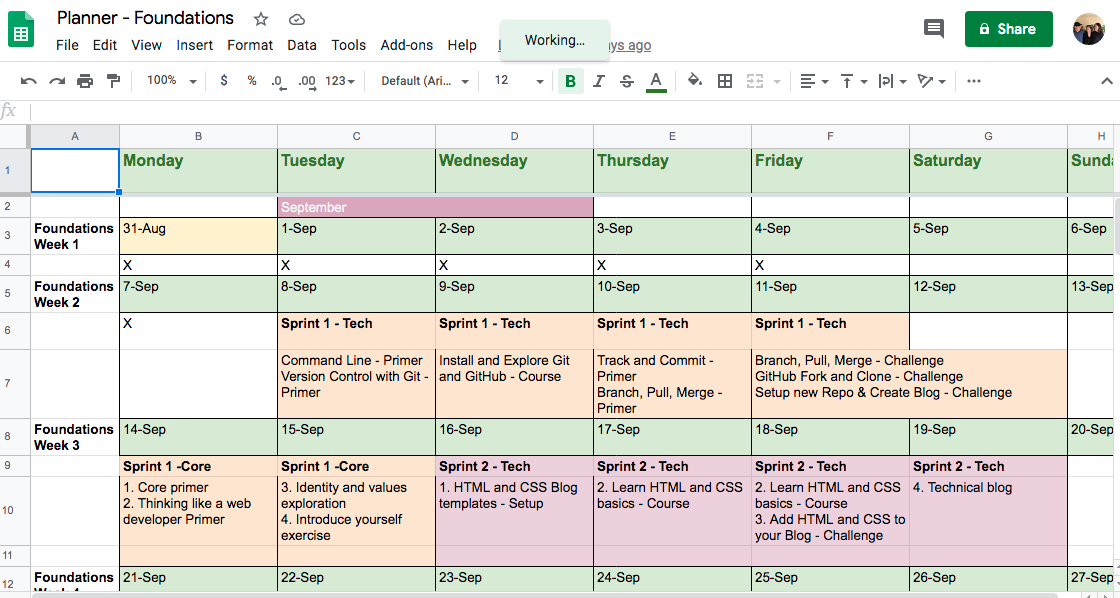 Planner - Foundations
File Edit View Insert Format Data Tools Add-ons Help
Working...
ys ago
Share
100% $ % .0 .00 123 Default (Ari... 12 B I S A
fx
A B C D E F G H
1 Monday Tuesday Wednesday Thursday Friday Saturday Sund
2 September
3 Foundations 31-Aug 1-Sep 2-Sep 3-Sep 4-Sep 5-Sep 6-Sep
Week 1
4 X X X X X
5 Foundations 7-Sep 8-Sep 9-Sep 10-Sep 11-Sep 12-Sep 13-Sep
Week 2
6 X Sprint 1 - Tech Sprint 1 - Tech Sprint 1 - Tech Sprint 1 - Tech
7
Command Line - Primer
Version Control with Git -
Primer
Install and Explore Git
and GitHub - Course
Track and Commit -
Primer
Branch, Pull, Merge -
Primer
Branch, Pull, Merge - Challenge
GitHub Fork and Clone - Challenge
Setup new Repo & Create Blog - Challenge
8 Foundations 14-Sep 15-Sep 16-Sep 17-Sep 18-Sep 19-Sep 20-Sep
Week 3
9 Sprint 1 -Core Sprint 1 -Core Sprint 2 - Tech Sprint 2 - Tech Sprint 2 - Tech Sprint 2 - Tech
10
1. Core primer
2. Thinking like a web
developer Primer
3. Identity and values
exploration
4. Introduce yourself
exercise
1. HTML and CSS Blog
templates - Setup
2. Learn HTML and CSS
basics - Course
2. Learn HTML and CSS
basics - Course
3. Add HTML and CSS to
your Blog - Challenge
4. Technical blog
11
12 Foundations 21-Sep 22-Sep 23-Sep 24-Sep 25-Sep 26-Sep 27-Sep